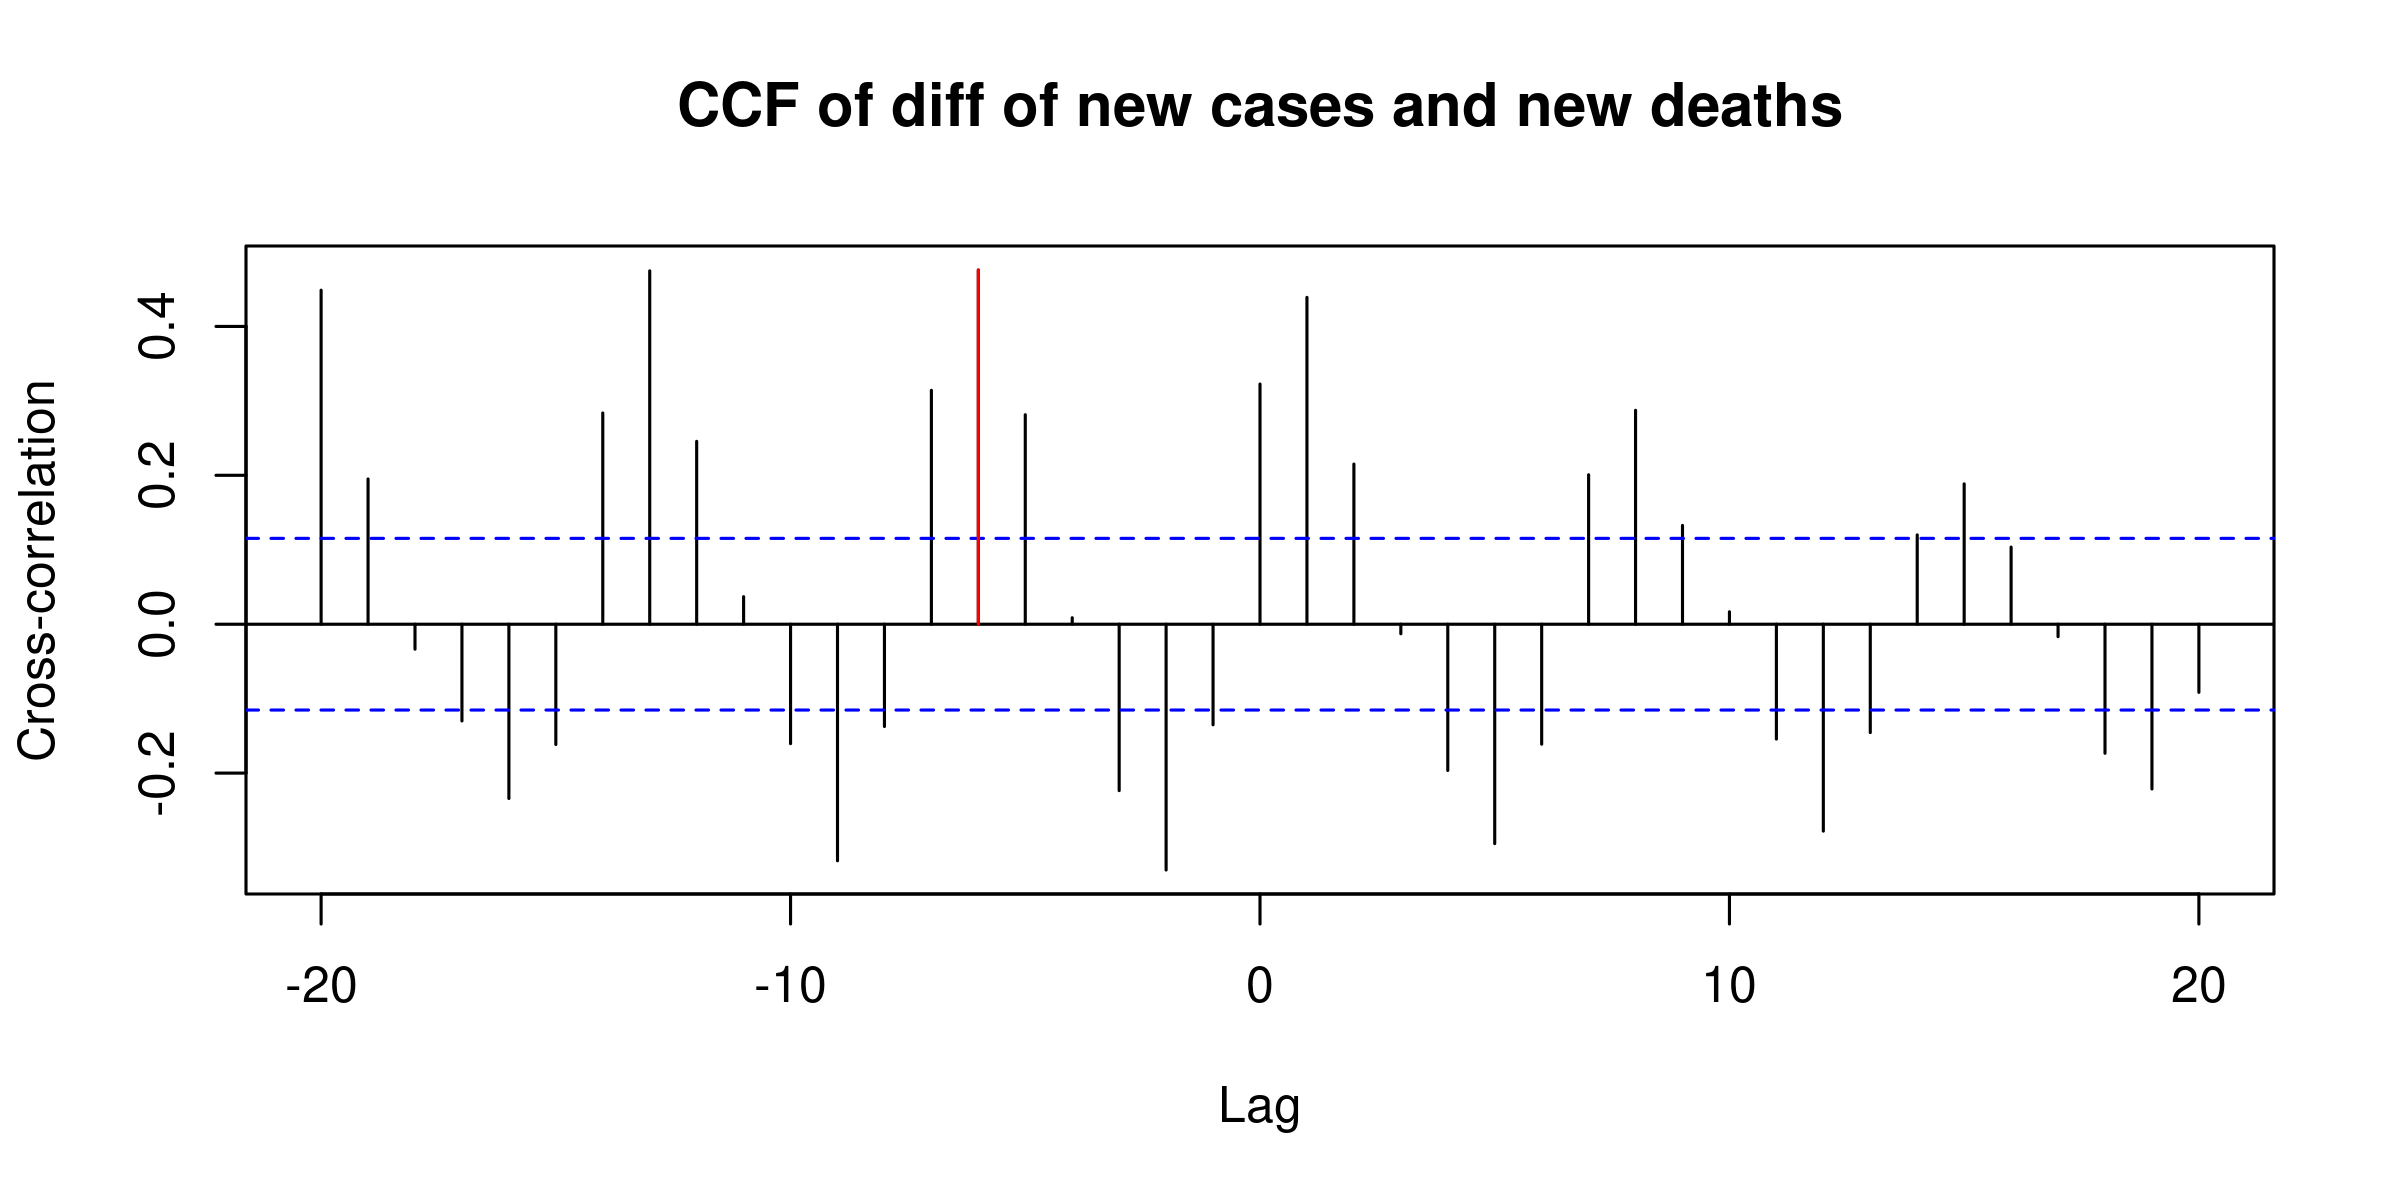 CCF of diff of new cases and new deaths
Cross-correlation
0.4
0.2
0.0
-0.2
-20 -10 0 10 20
Lag